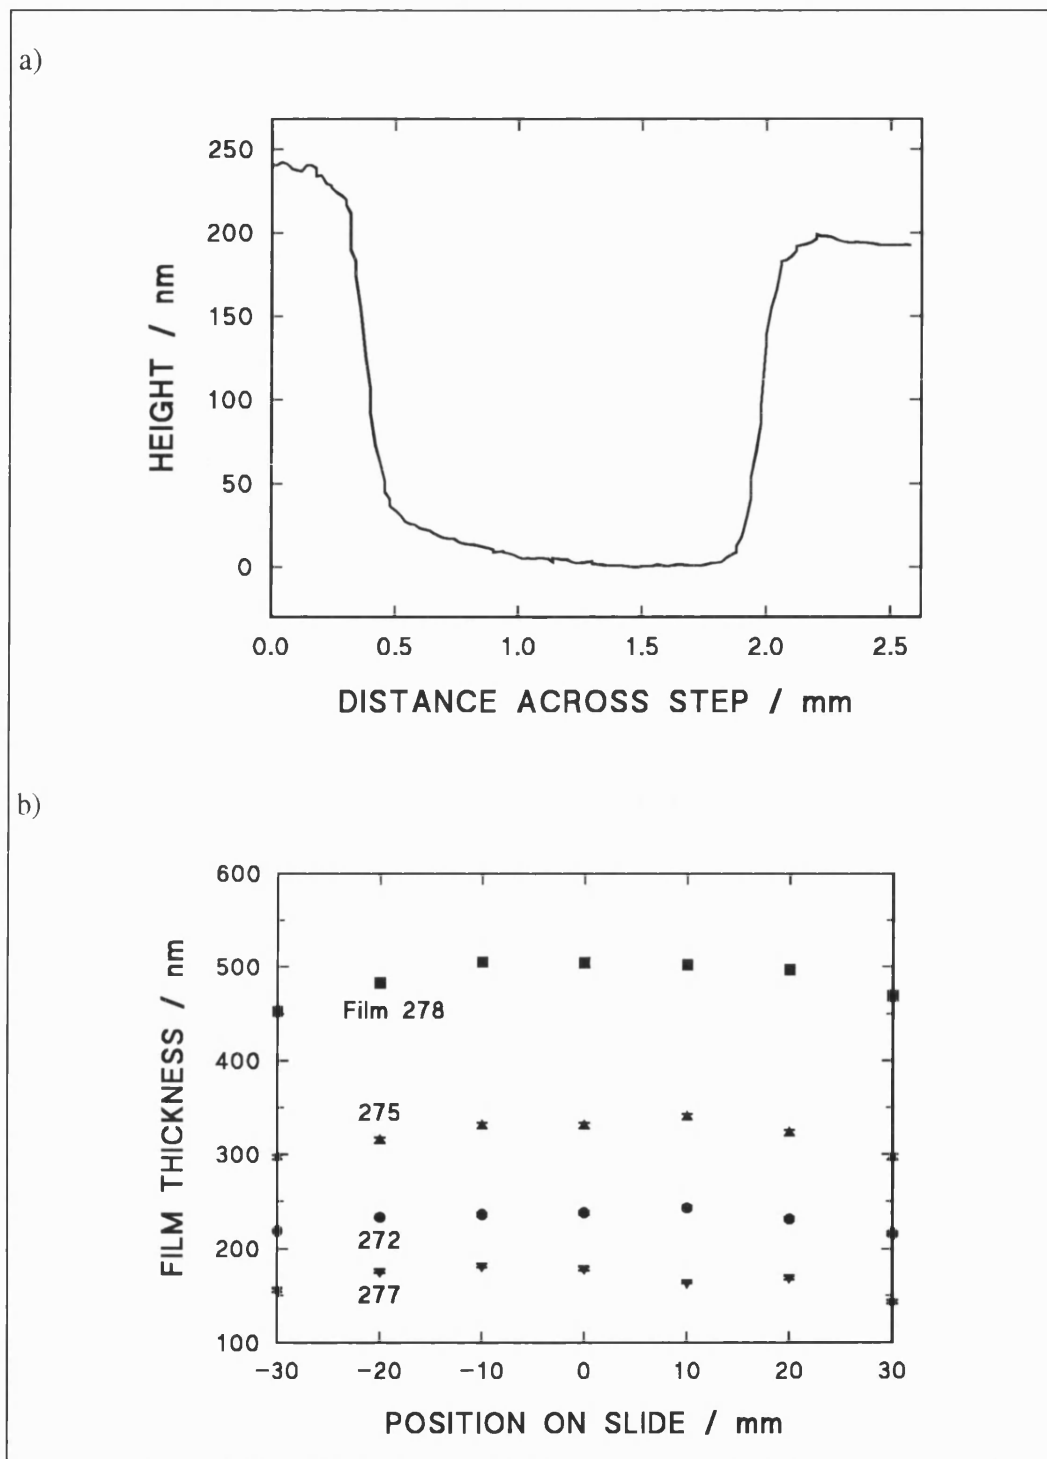 a)
250
200
150
100
50
0
HEIGHT / nm
0.0 0.5 1.0 1.5 2.0 2.5
DISTANCE ACROSS STEP / mm
b)
600
500
400
300
200
100
FILM THICKNESS / nm
Film 278
275
272
277
-30 -20 -10 0 10 20 30
POSITION ON SLIDE / mm